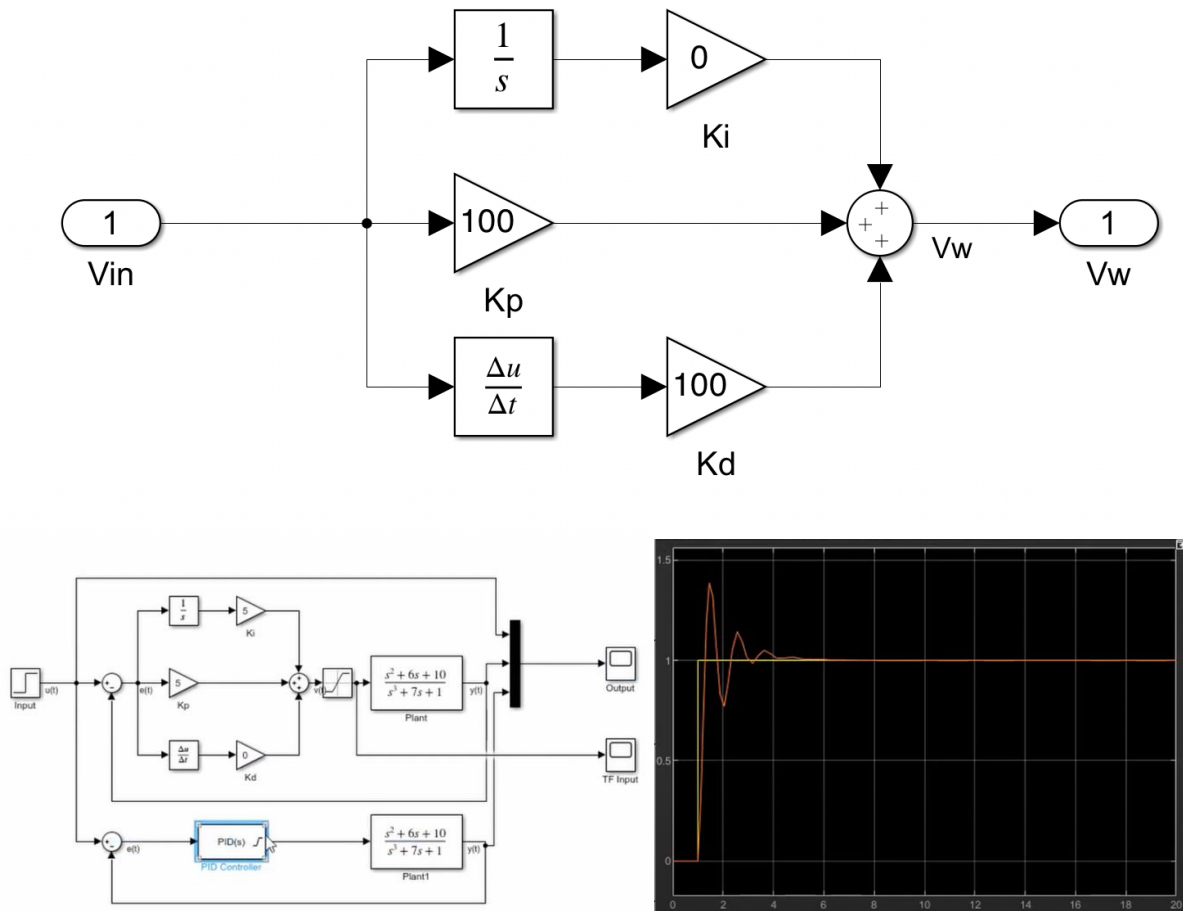 1
s
0
Ki
1
Vin
100
Kp
Vw
1
Vw
Δu
Δt
100
Kd
1
s
5
Ki
Input
u(t)
+
-
e(t)
5
Kp
v(t)
s² + 6s + 10
s³ + 7s + 1
Plant
y(t)
Output
Δu
Δt
0
Kd
TF Input
e(t)
PID(s)
PID Controller
s² + 6s + 10
s³ + 7s + 1
Plant1
y(t)
1.5
1
0.5
0
0 2 4 6 8 10 12 14 16 18 20